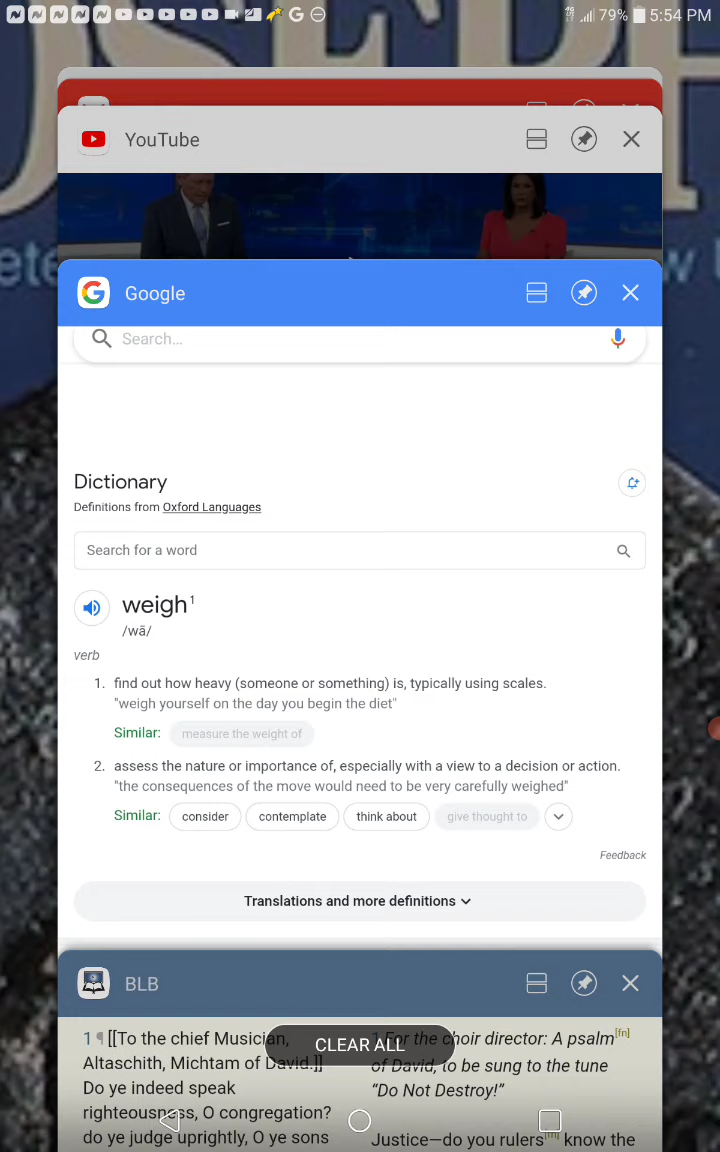 79% 5:54 PM
OSEPH
ete
w U
YouTube
Google
Search...
Dictionary
Definitions from Oxford Languages
Search for a word
weigh¹
/wā/
verb
1. find out how heavy (someone or something) is, typically using scales.
"weigh yourself on the day you begin the diet"
Similar: measure the weight of
2. assess the nature or importance of, especially with a view to a decision or action.
"the consequences of the move would need to be very carefully weighed"
Similar: consider contemplate think about give thought to
Feedback
Translations and more definitions
BLB
1 ¶ [[To the chief Musician,
Altaschith, Michtam of David.]]
Do ye indeed speak
righteousness, O congregation?
do ye judge uprightly, O ye sons
1 For the choir director: A psalm[fn]
of David, to be sung to the tune
“Do Not Destroy!”
Justice—do you rulers[fn] know the
CLEAR ALL